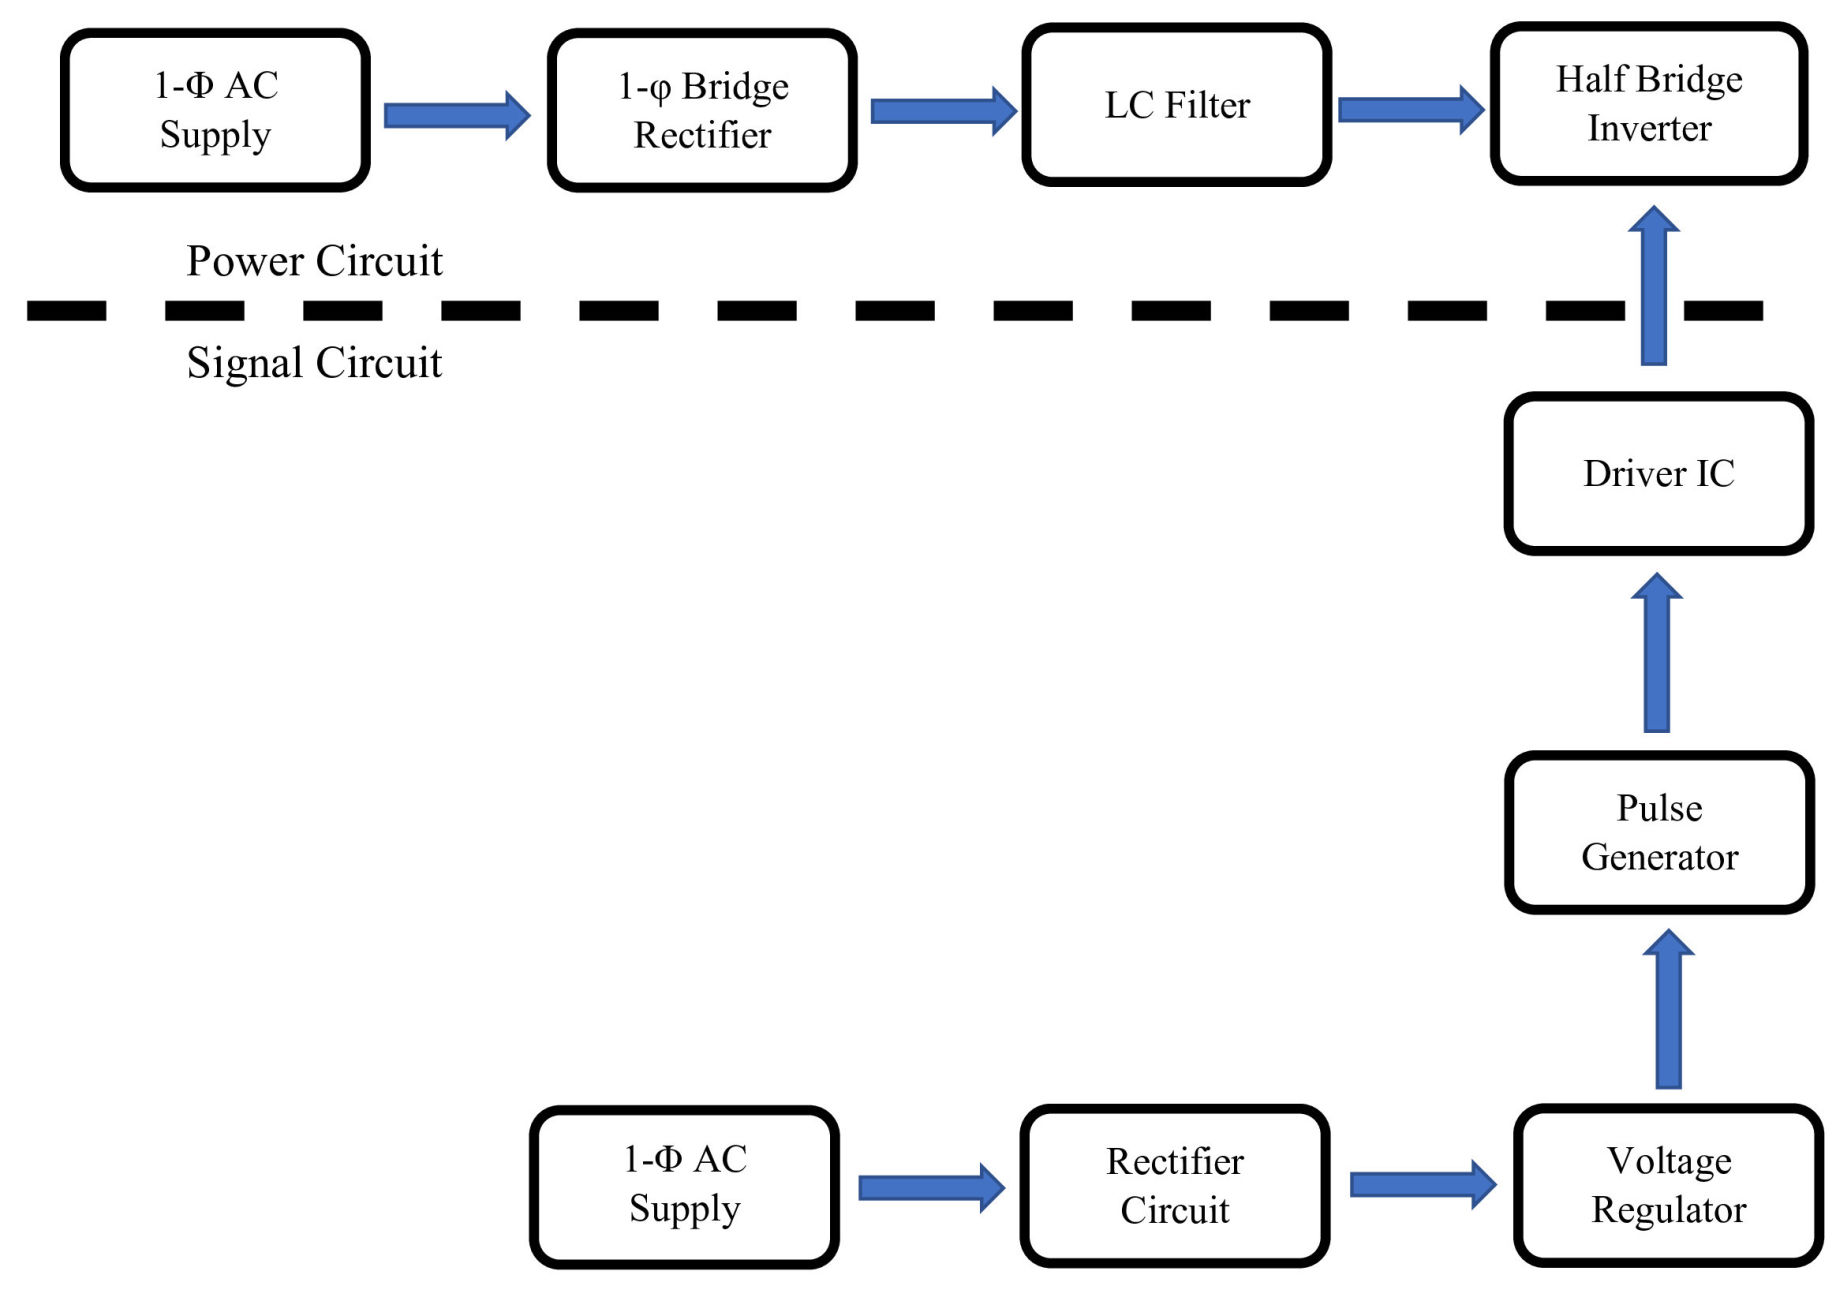 1-Φ AC
Supply
1-φ Bridge
Rectifier
LC Filter
Half Bridge
Inverter
Power Circuit
Signal Circuit
Driver IC
Pulse
Generator
1-Φ AC
Supply
Rectifier
Circuit
Voltage
Regulator